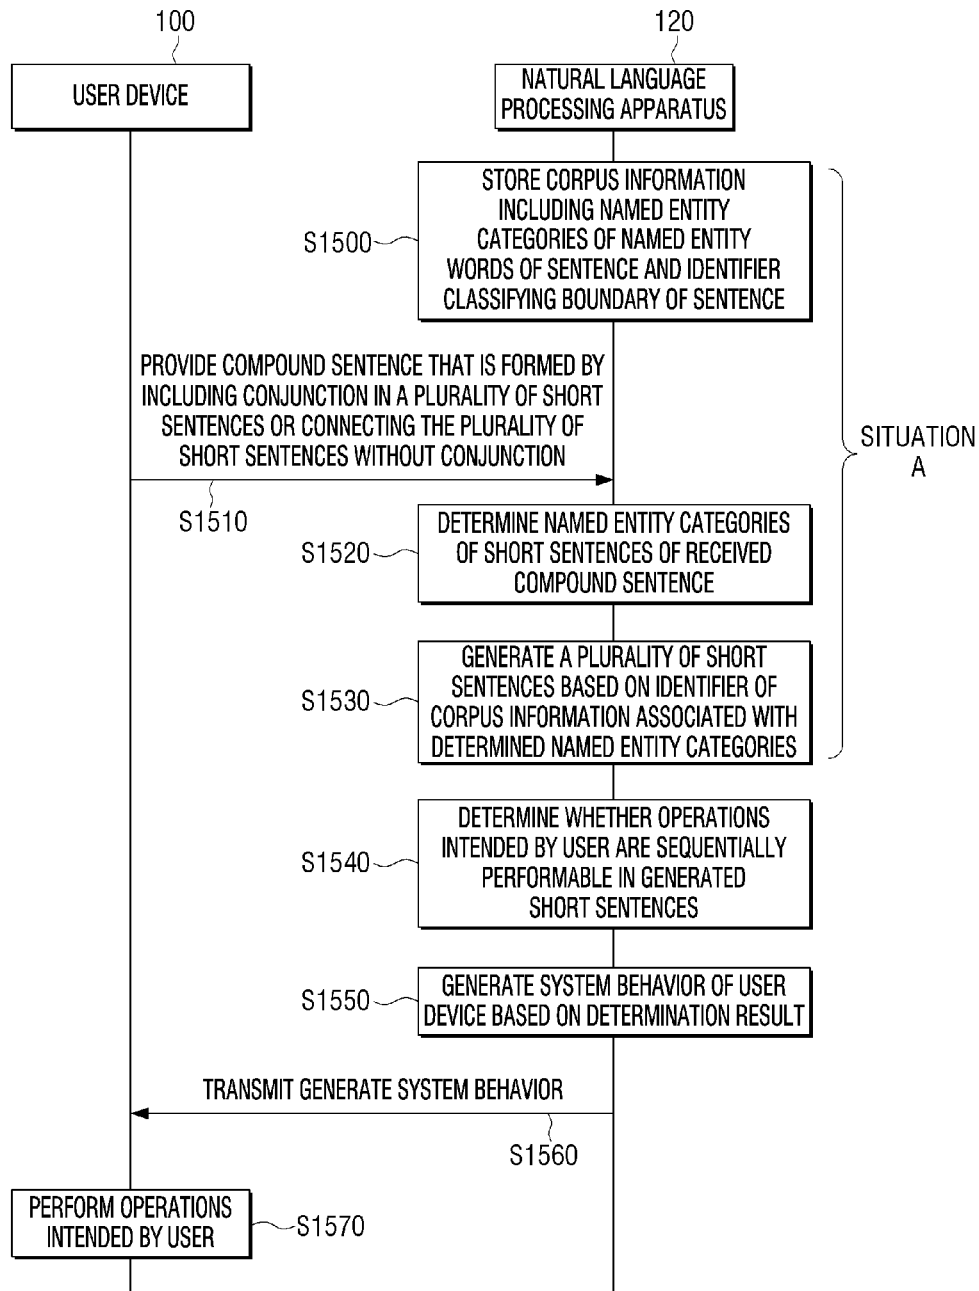 100
120
USER DEVICE
NATURAL LANGUAGE
PROCESSING APPARATUS
STORE CORPUS INFORMATION
INCLUDING NAMED ENTITY
CATEGORIES OF NAMED ENTITY
WORDS OF SENTENCE AND IDENTIFIER
CLASSIFYING BOUNDARY OF SENTENCE
S1500
PROVIDE COMPOUND SENTENCE THAT IS FORMED BY
INCLUDING CONJUNCTION IN A PLURALITY OF SHORT
SENTENCES OR CONNECTING THE PLURALITY OF
SHORT SENTENCES WITHOUT CONJUNCTION
S1510
SITUATION
A
DETERMINE NAMED ENTITY CATEGORIES
OF SHORT SENTENCES OF RECEIVED
COMPOUND SENTENCE
S1520
GENERATE A PLURALITY OF SHORT
SENTENCES BASED ON IDENTIFIER OF
CORPUS INFORMATION ASSOCIATED WITH
DETERMINED NAMED ENTITY CATEGORIES
S1530
DETERMINE WHETHER OPERATIONS
INTENDED BY USER ARE SEQUENTIALLY
PERFORMABLE IN GENERATED
SHORT SENTENCES
S1540
GENERATE SYSTEM BEHAVIOR OF USER
DEVICE BASED ON DETERMINATION RESULT
S1550
TRANSMIT GENERATE SYSTEM BEHAVIOR
S1560
PERFORM OPERATIONS
INTENDED BY USER
S1570